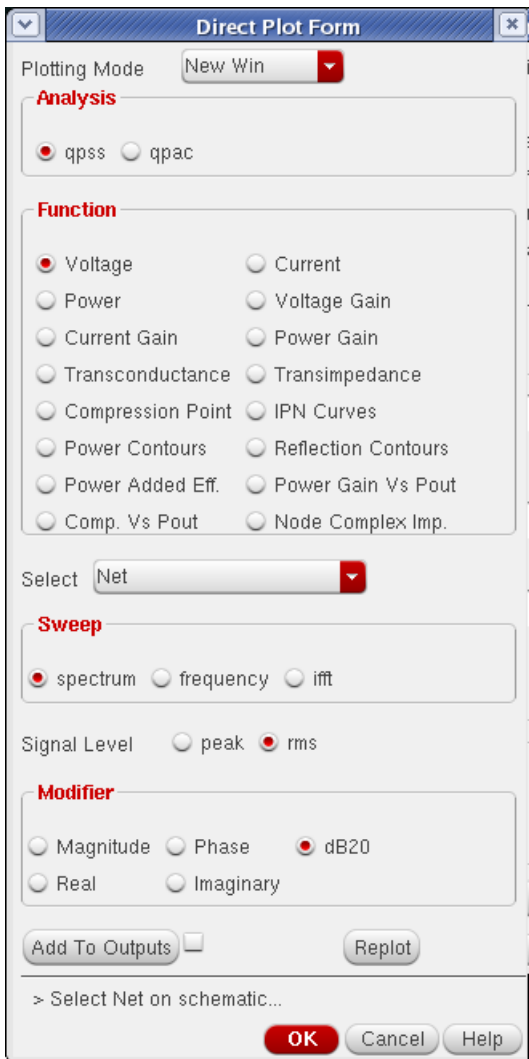 Direct Plot Form
Plotting Mode New Win
Analysis
qpss qpac
Function
Voltage Current
Power Voltage Gain
Current Gain Power Gain
Transconductance Transimpedance
Compression Point IPN Curves
Power Contours Reflection Contours
Power Added Eff. Power Gain Vs Pout
Comp. Vs Pout Node Complex Imp.
Select Net
Sweep
spectrum frequency ifft
Signal Level peak rms
Modifier
Magnitude Phase dB20
Real Imaginary
Add To Outputs Replot
> Select Net on schematic...
OK Cancel Help